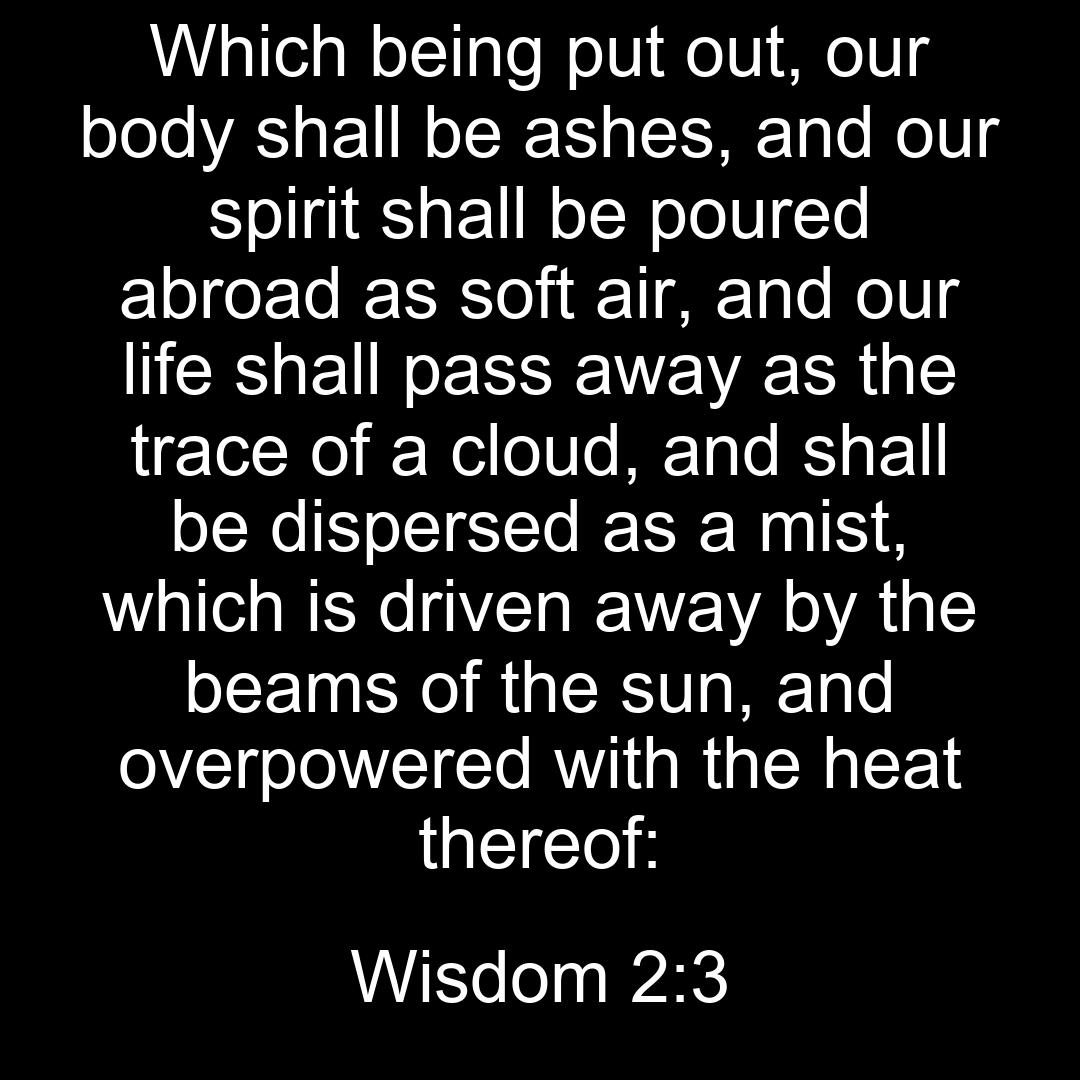 Which being put out, our
body shall be ashes, and our
spirit shall be poured
abroad as soft air, and our
life shall pass away as the
trace of a cloud, and shall
be dispersed as a mist,
which is driven away by the
beams of the sun, and
overpowered with the heat
thereof:
Wisdom 2:3